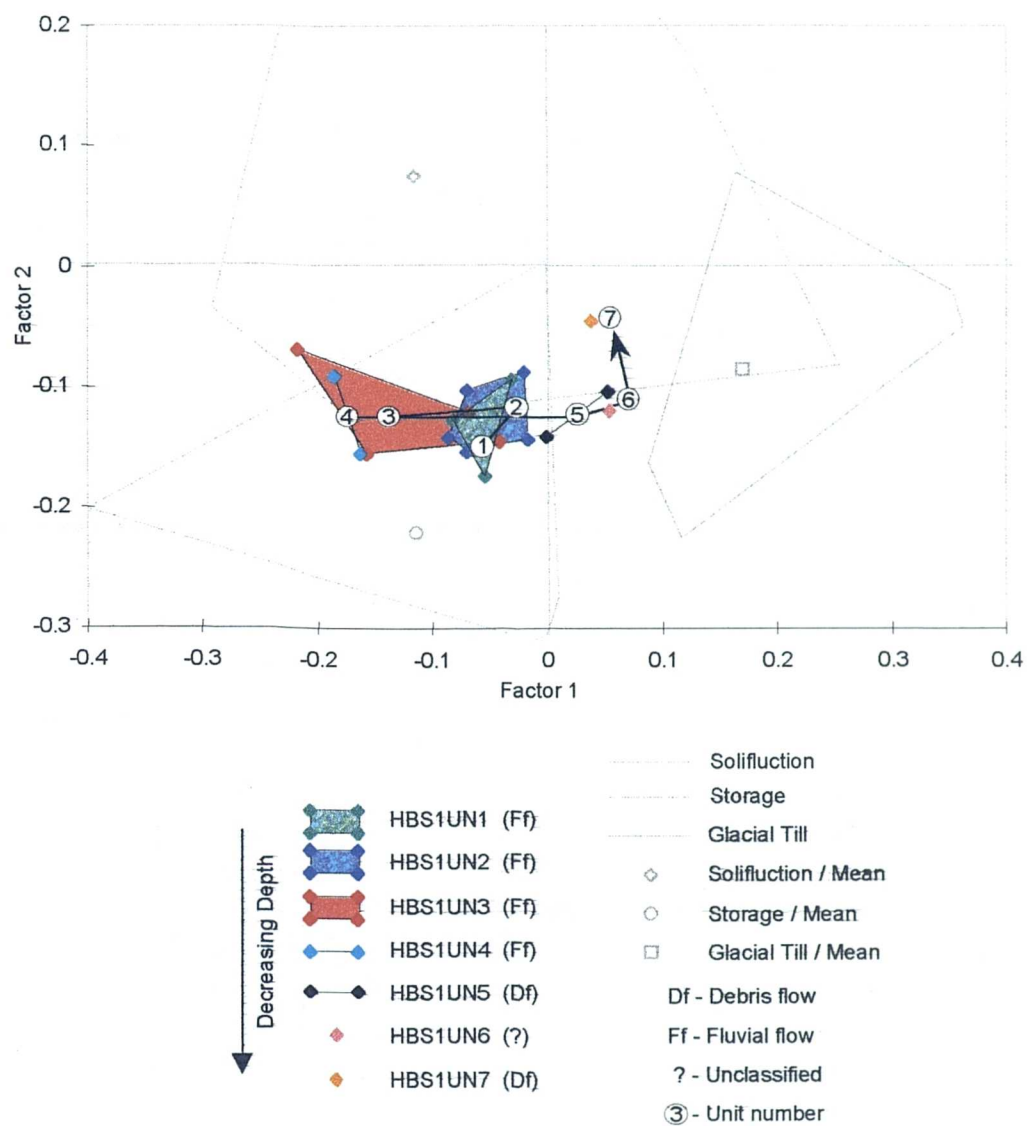 0.2
0.1
0
-0.1
-0.2
-0.3
Factor 2
-0.4 -0.3 -0.2 -0.1 0 0.1 0.2 0.3 0.4
Factor 1
7
6
5
4 3 2
1
Decreasing Depth
HBS1UN1 (Ff)
HBS1UN2 (Ff)
HBS1UN3 (Ff)
HBS1UN4 (Ff)
HBS1UN5 (Df)
HBS1UN6 (?)
HBS1UN7 (Df)
Solifluction
Storage
Glacial Till
Solifluction / Mean
Storage / Mean
Glacial Till / Mean
Df - Debris flow
Ff - Fluvial flow
? - Unclassified
③ - Unit number